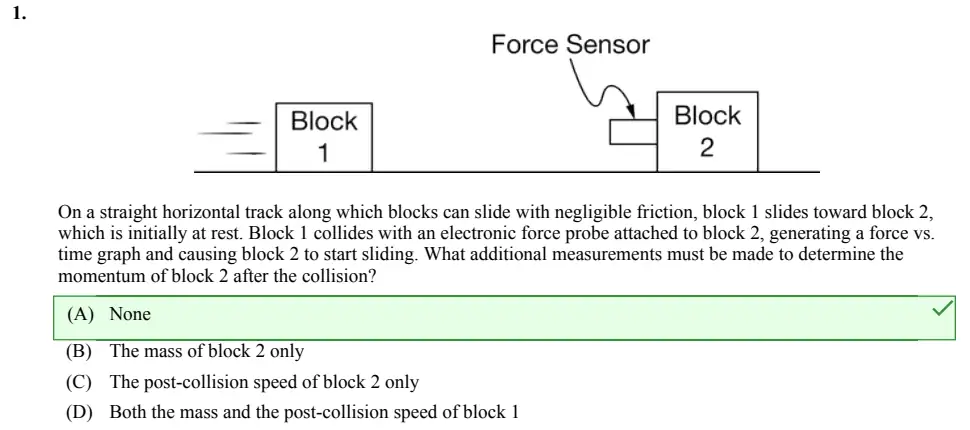 1.
Force Sensor
Block
1
Block
2
On a straight horizontal track along which blocks can slide with negligible friction, block 1 slides toward block 2,
which is initially at rest. Block 1 collides with an electronic force probe attached to block 2, generating a force vs.
time graph and causing block 2 to start sliding. What additional measurements must be made to determine the
momentum of block 2 after the collision?
(A) None
(B) The mass of block 2 only
(C) The post-collision speed of block 2 only
(D) Both the mass and the post-collision speed of block 1